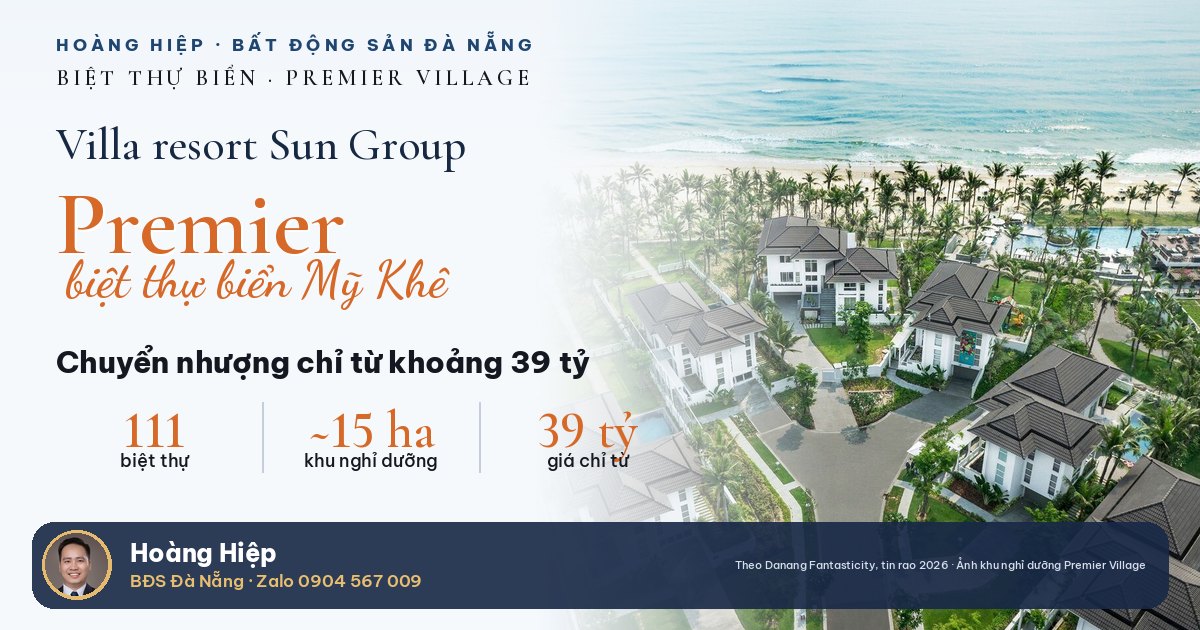 HOÀNG HIỆP · BẤT ĐỘNG SẢN ĐÀ NẴNG
BIỆT THỰ BIỂN · PREMIER VILLAGE
Villa resort Sun Group
Premier
biệt thự biển Mỹ Khê
Chuyển nhượng chỉ từ khoảng 39 tỷ
111
biệt thự
~15 ha
khu nghỉ dưỡng
39 tỷ
giá chỉ từ
Hoàng Hiệp
BĐS Đà Nẵng · Zalo 0904 567 009
Theo Danang Fantasticity, tin rao 2026 · Ảnh khu nghỉ dưỡng Premier Village